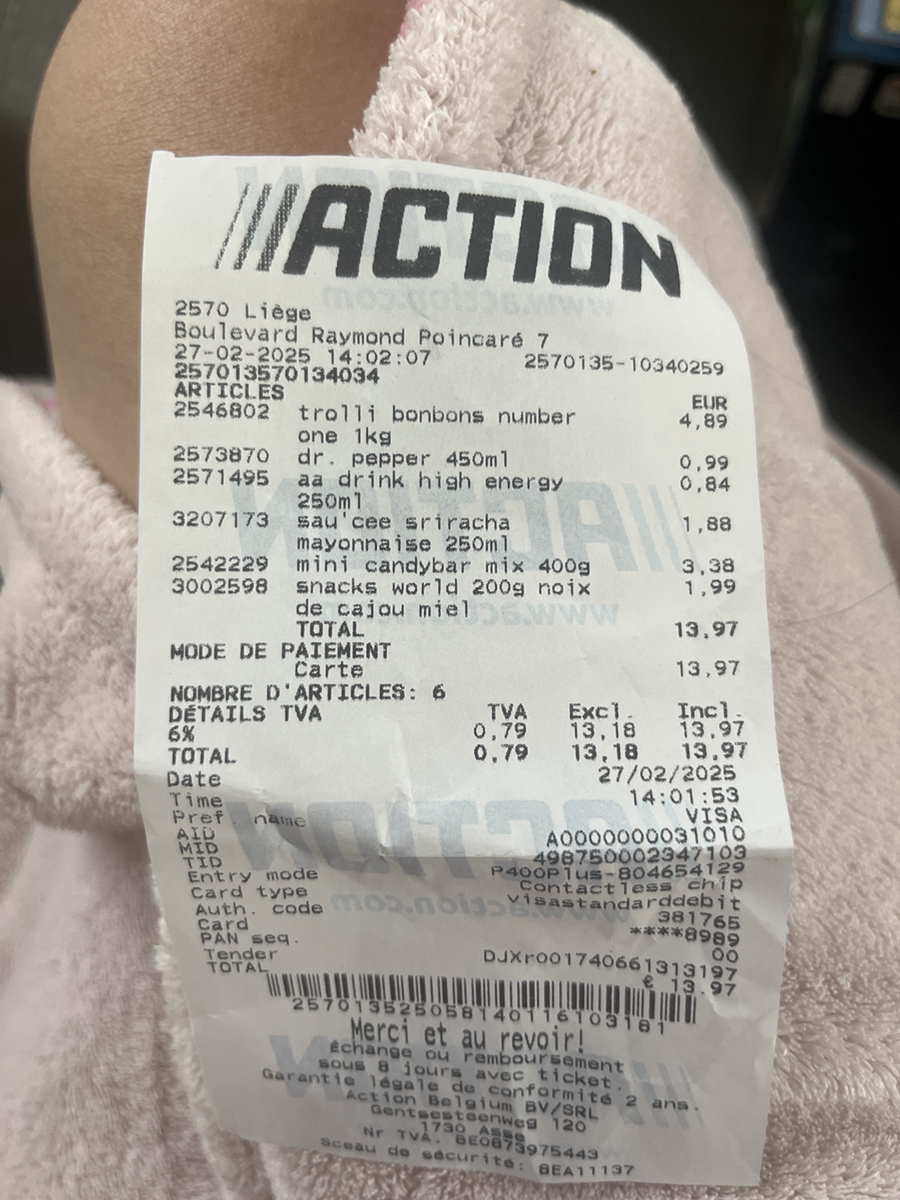 ///ACTION
2570 Liège
Boulevard Raymond Poincaré 7
27-02-2025 14:02:07 2570135-10340259
257013570134034
ARTICLES EUR
2546802 trolli bonbons number 4,89
one 1kg
2573870 dr. pepper 450ml 0,99
2571495 aa drink high energy 0,84
250ml
3207173 sau'cee sriracha 1,88
mayonnaise 250ml
2542229 mini candybar mix 400g 3,38
3002598 snacks world 200g noix 1,99
de cajou miel
TOTAL 13,97
MODE DE PAIEMENT
Carte 13,97
NOMBRE D'ARTICLES: 6
DÉTAILS TVA TVA Excl. Incl.
6% 0,79 13,18 13,97
TOTAL 0,79 13,18 13,97
Date 27/02/2025
Time 14:01:53
Pref. name VISA
AID A0000000031010
MID 498750002347103
TID P400Plus-804654129
Entry mode Contactless chip
Card type Visastandarddebit
Auth. code 381765
Card ****8989
PAN seq. 00
Tender DJXr001740661313197
TOTAL € 13.97
257013525058140116103181
Merci et au revoir!
Échange ou remboursement
sous 8 jours avec ticket.
Garantie légale de conformité 2 ans.
Action Belgium BV/SRL
Gentsesteenweg 120
1730 Asse
Nr TVA. BE0873975443
Sceau de sécurité: BEA11137